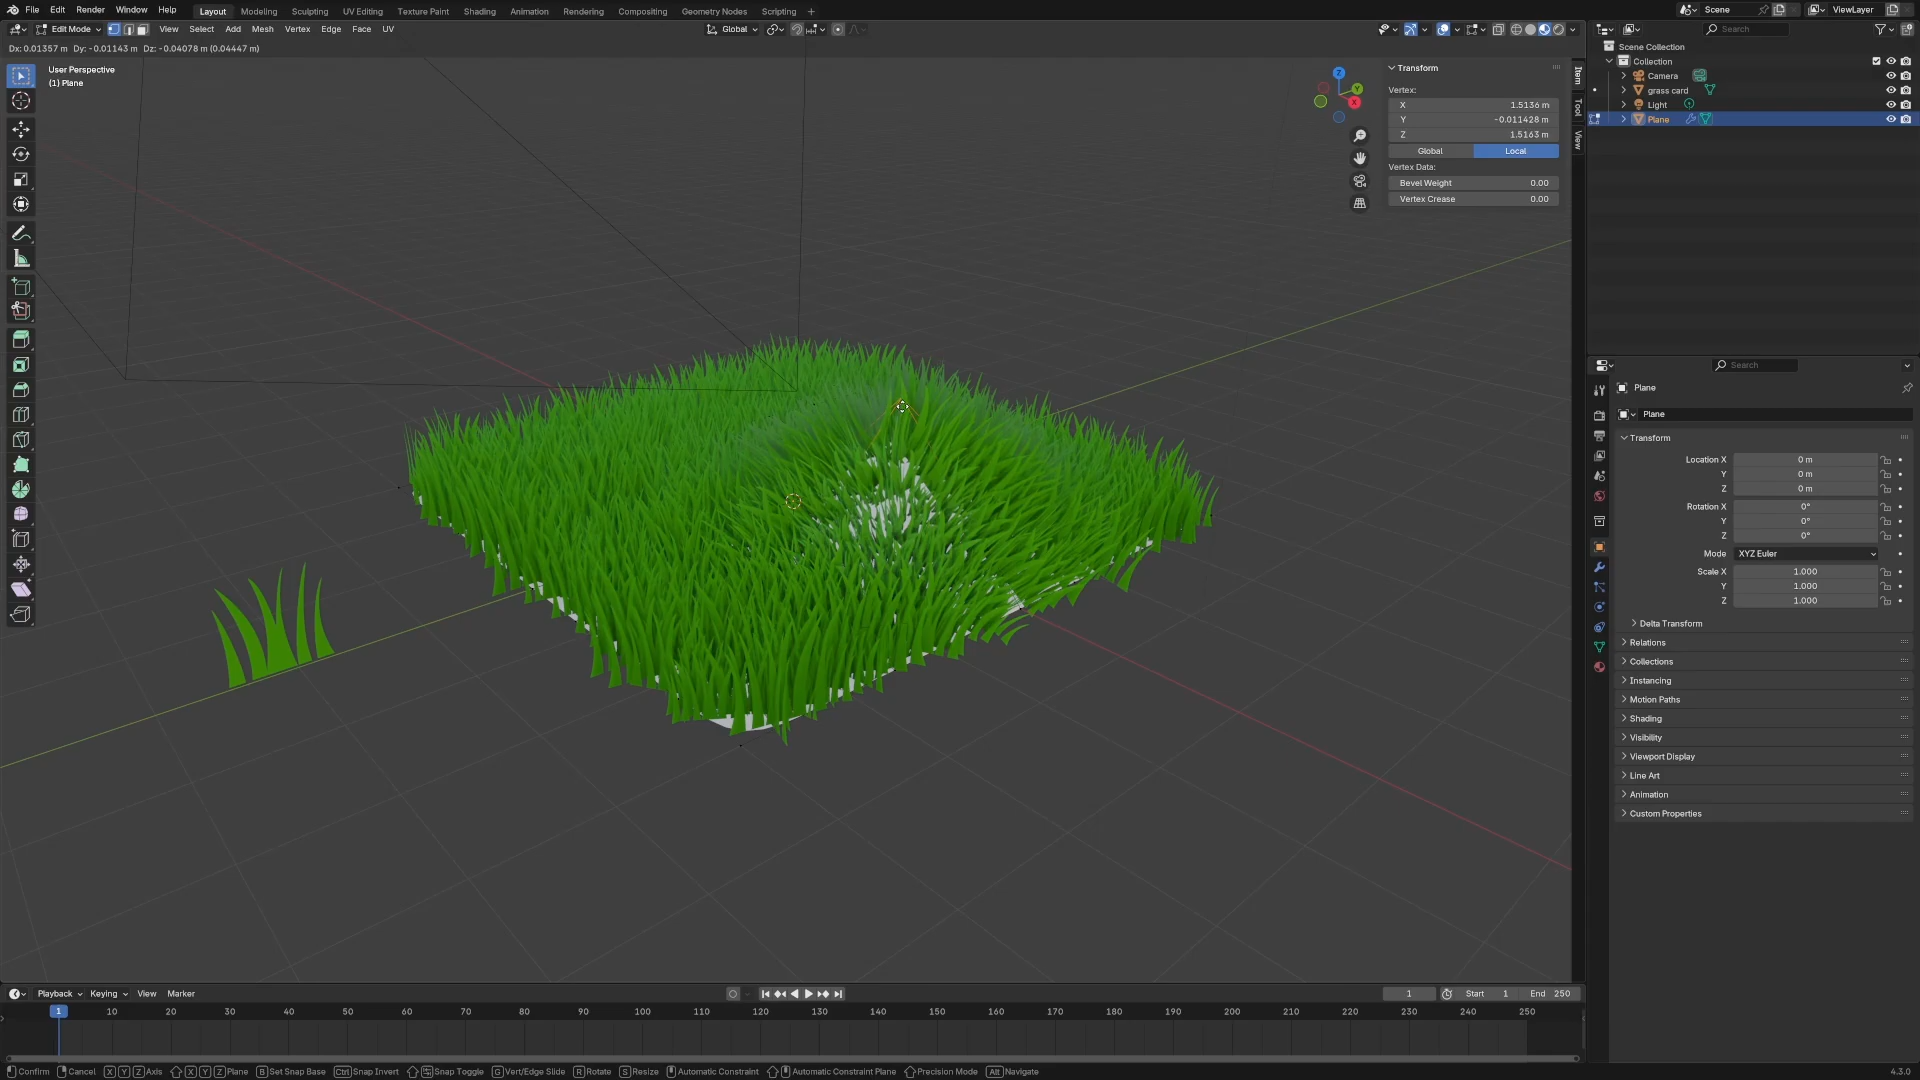 File Edit Render Window Help Layout Modeling Sculpting UV Editing Texture Paint Shading Animation Rendering Compositing Geometry Nodes Scripting + Scene ViewLayer
Edit Mode View Select Add Mesh Vertex Edge Face UV Global Search
Dx: 0.01357 m Dy: -0.01143 m Dz: -0.04078 m (0.04447 m)
User Perspective
(1) Plane
Z
Y
X
Transform
Vertex:
X 1.5136 m
Y -0.011428 m
Z 1.5163 m
Global Local
Vertex Data:
Bevel Weight 0.00
Vertex Crease 0.00
Item
Tool
View
Scene Collection
Collection
Camera
grass card
Light
Plane
Search
Plane
Plane
Transform
Location X 0 m
Y 0 m
Z 0 m
Rotation X 0°
Y 0°
Z 0°
Mode XYZ Euler
Scale X 1.000
Y 1.000
Z 1.000
Delta Transform
Relations
Collections
Instancing
Motion Paths
Shading
Visibility
Viewport Display
Line Art
Animation
Custom Properties
Playback Keying View Marker 1 Start 1 End 250
1 10 20 30 40 50 60 70 80 90 100 110 120 130 140 150 160 170 180 190 200 210 220 230 240 250
Confirm Cancel X Y Z Axis X Y Z Plane B Set Snap Base Ctrl Snap Invert Snap Toggle G Vert/Edge Slide R Rotate S Resize Automatic Constraint Automatic Constraint Plane Precision Mode Alt Navigate 4.3.0